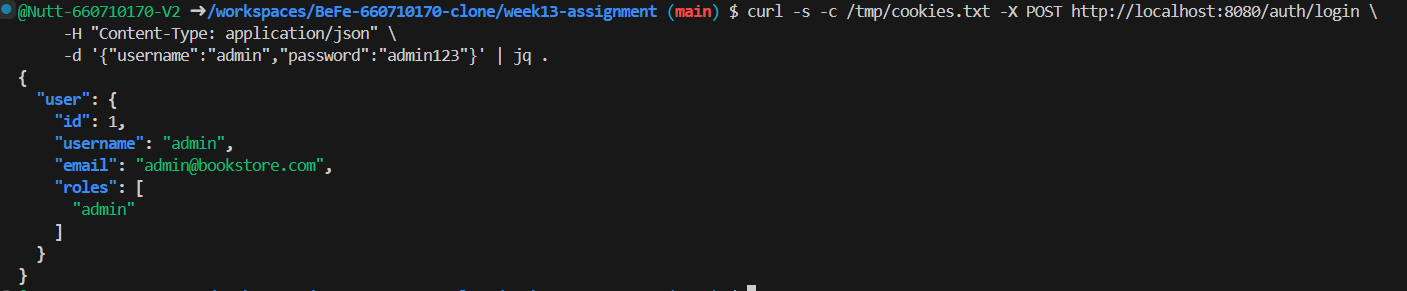 @Nutt-660710170-V2 ➜/workspaces/BeFe-660710170-clone/week13-assignment (main) $ curl -s -c /tmp/cookies.txt -X POST http://localhost:8080/auth/login \
-H "Content-Type: application/json" \
-d '{"username":"admin","password":"admin123"}' | jq .
{
"user": {
"id": 1,
"username": "admin",
"email": "admin@bookstore.com",
"roles": [
"admin"
]
}
}